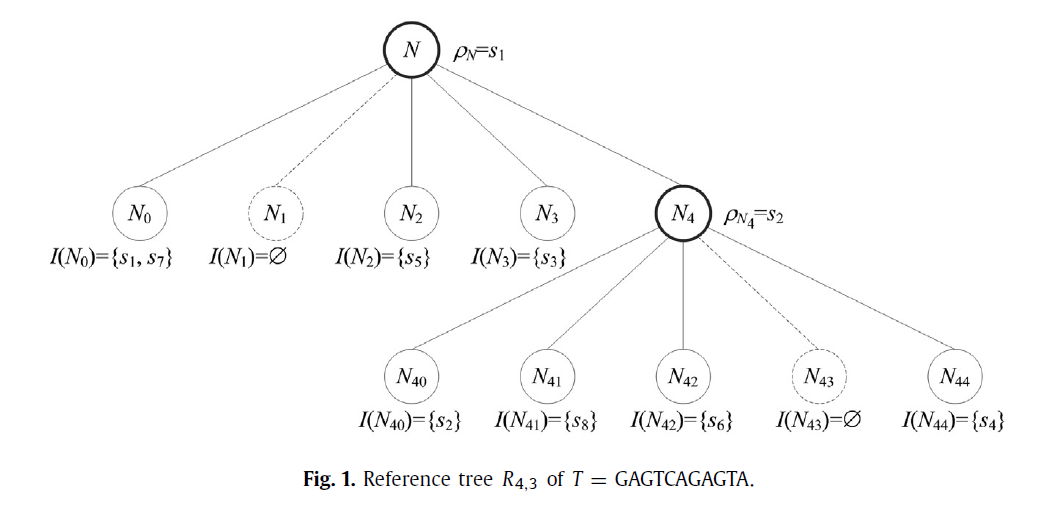 N ρN=s1
N0 N1 N2 N3 N4 ρN4=s2
I(N0)={s1, s7} I(N1)=∅ I(N2)={s5} I(N3)={s3}
N40 N41 N42 N43 N44
I(N40)={s2} I(N41)={s8} I(N42)={s6} I(N43)=∅ I(N44)={s4}
Fig. 1. Reference tree R4,3 of T = GAGTCAGAGTA.